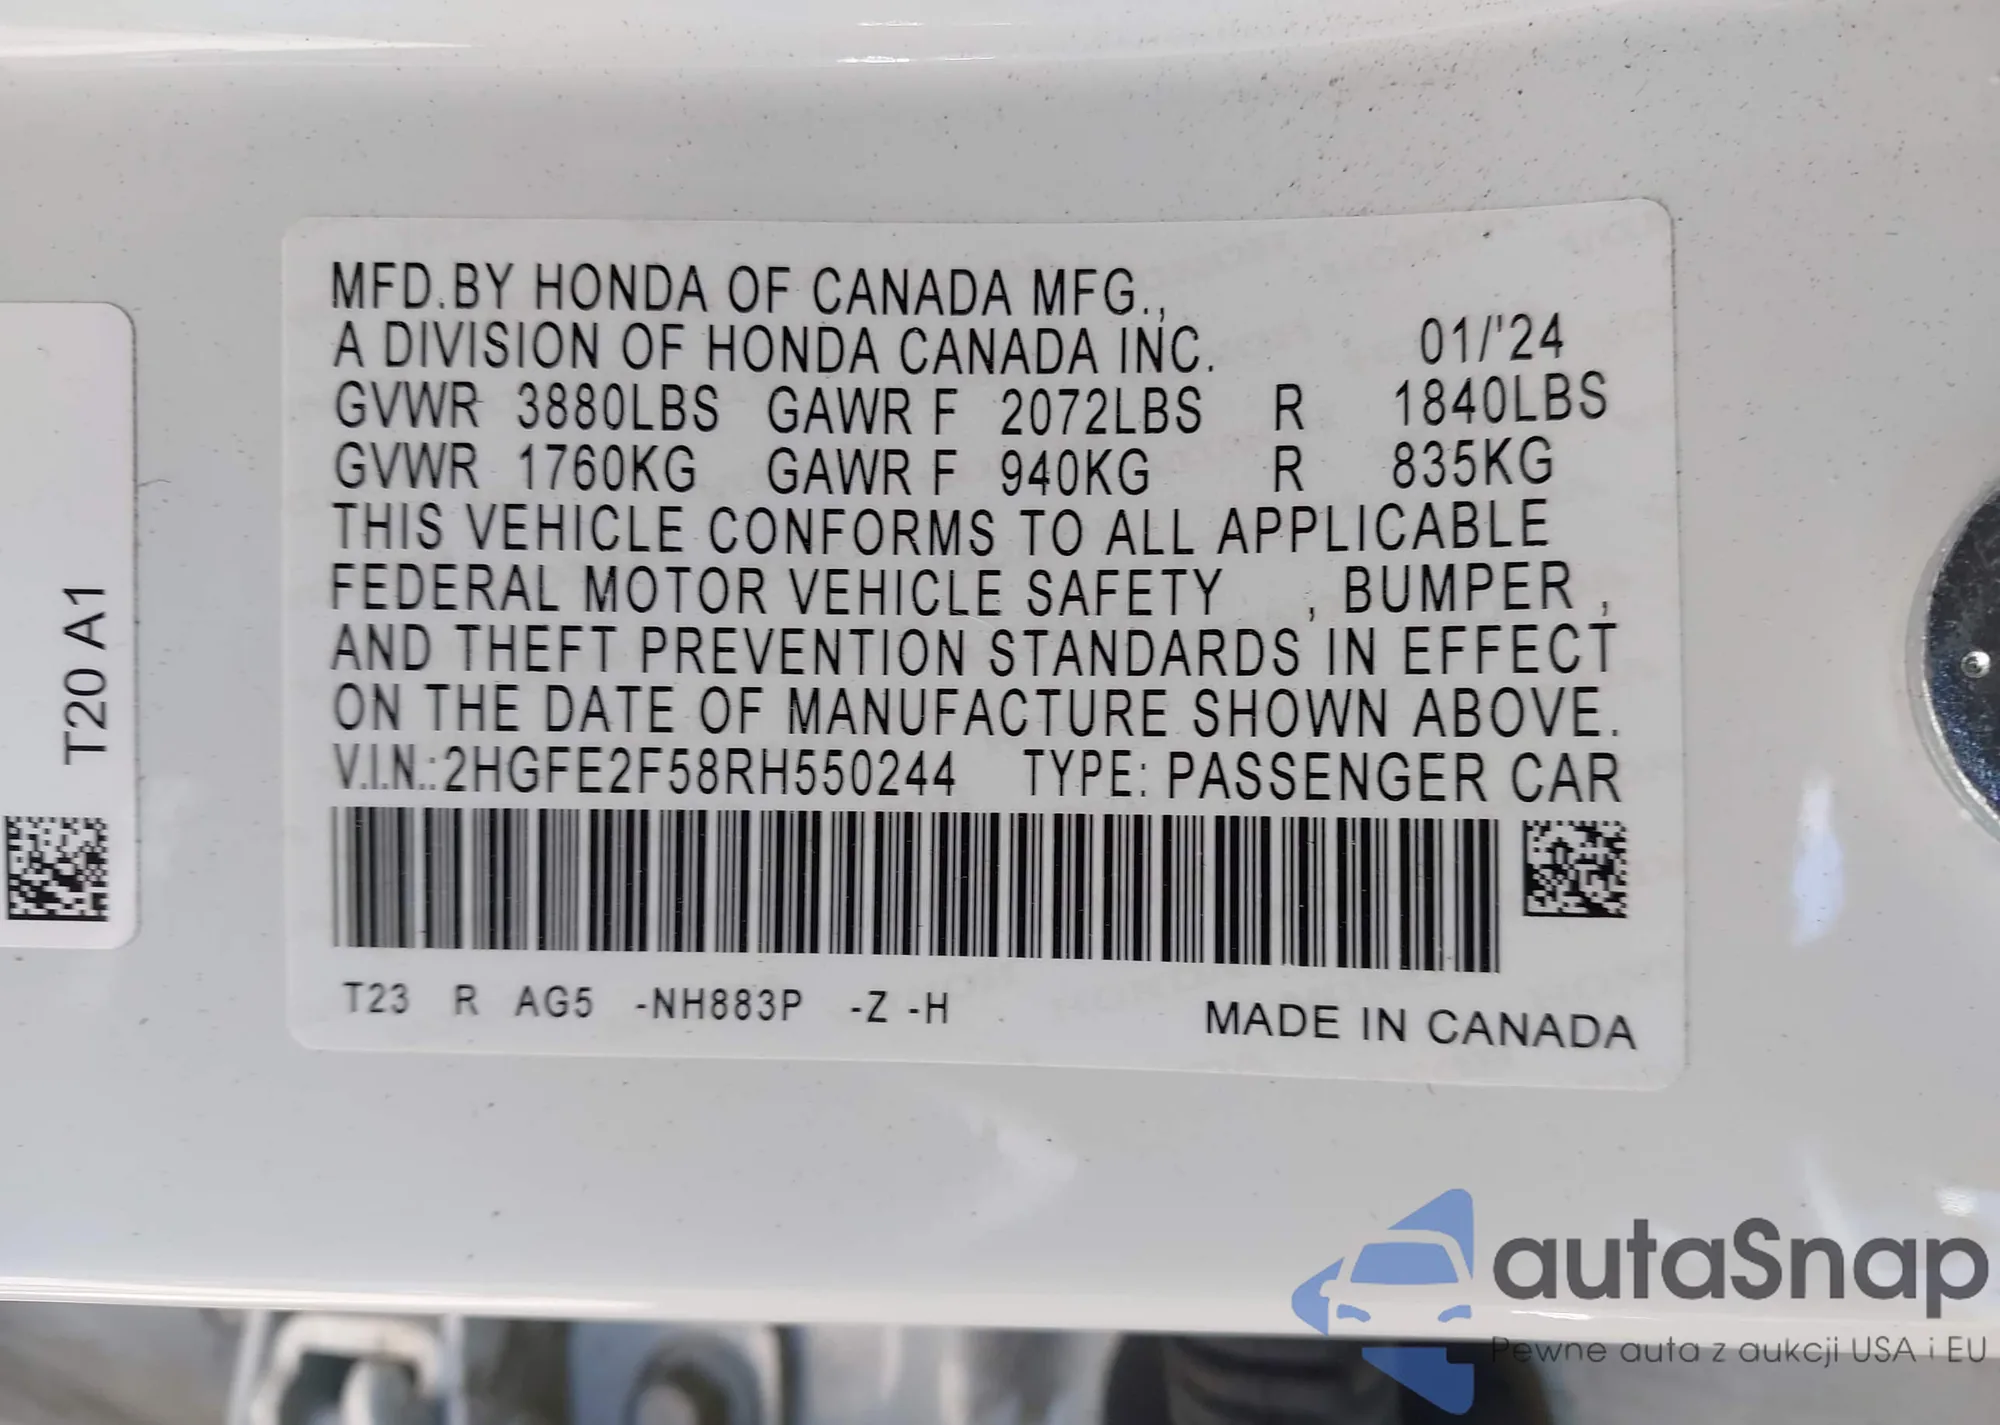 MFD.BY HONDA OF CANADA MFG.,
A DIVISION OF HONDA CANADA INC. 01/'24
GVWR 3880LBS GAWR F 2072LBS R 1840LBS
GVWR 1760KG GAWR F 940KG R 835KG
THIS VEHICLE CONFORMS TO ALL APPLICABLE
FEDERAL MOTOR VEHICLE SAFETY , BUMPER ,
AND THEFT PREVENTION STANDARDS IN EFFECT
ON THE DATE OF MANUFACTURE SHOWN ABOVE.
V.I.N.:2HGFE2F58RH550244 TYPE: PASSENGER CAR
T23 R AG5 -NH883P -Z -H MADE IN CANADA
T20 A1
autaSnap
Pewne auta z aukcji USA i EU